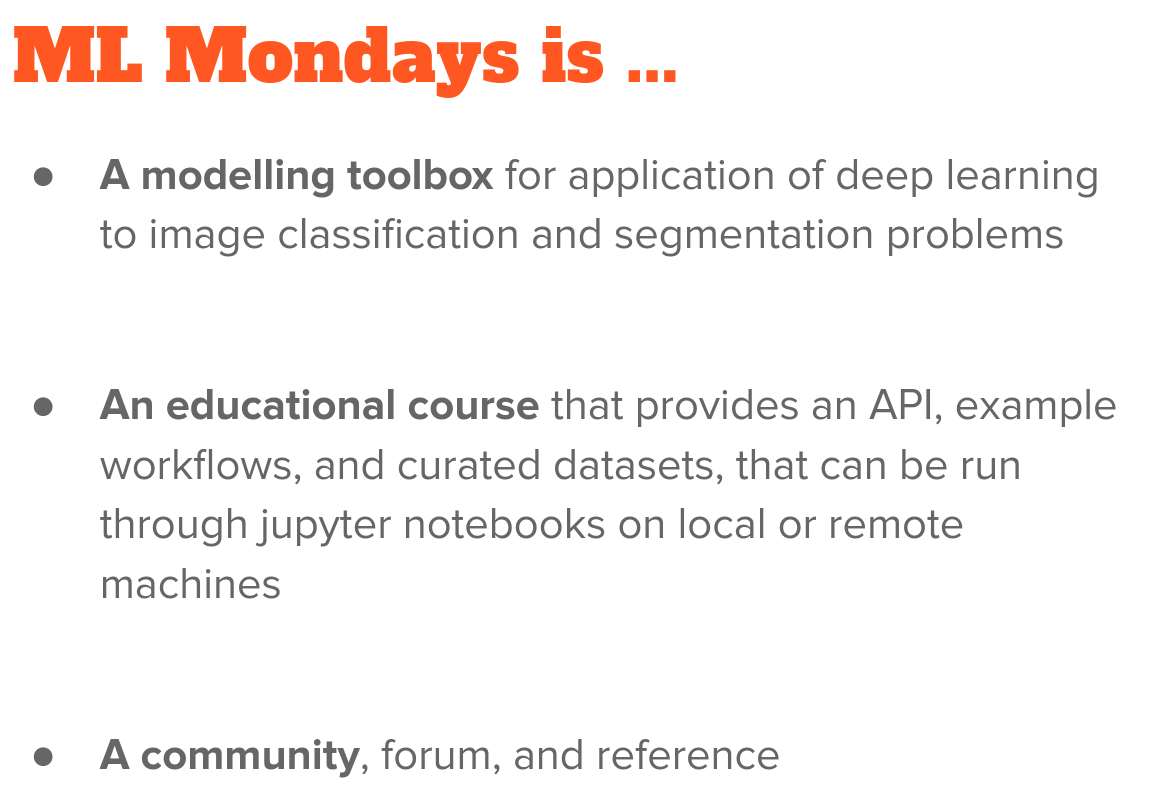 ML Mondays is ...
● A modelling toolbox for application of deep learning
to image classification and segmentation problems
● An educational course that provides an API, example
workflows, and curated datasets, that can be run
through jupyter notebooks on local or remote
machines
● A community, forum, and reference